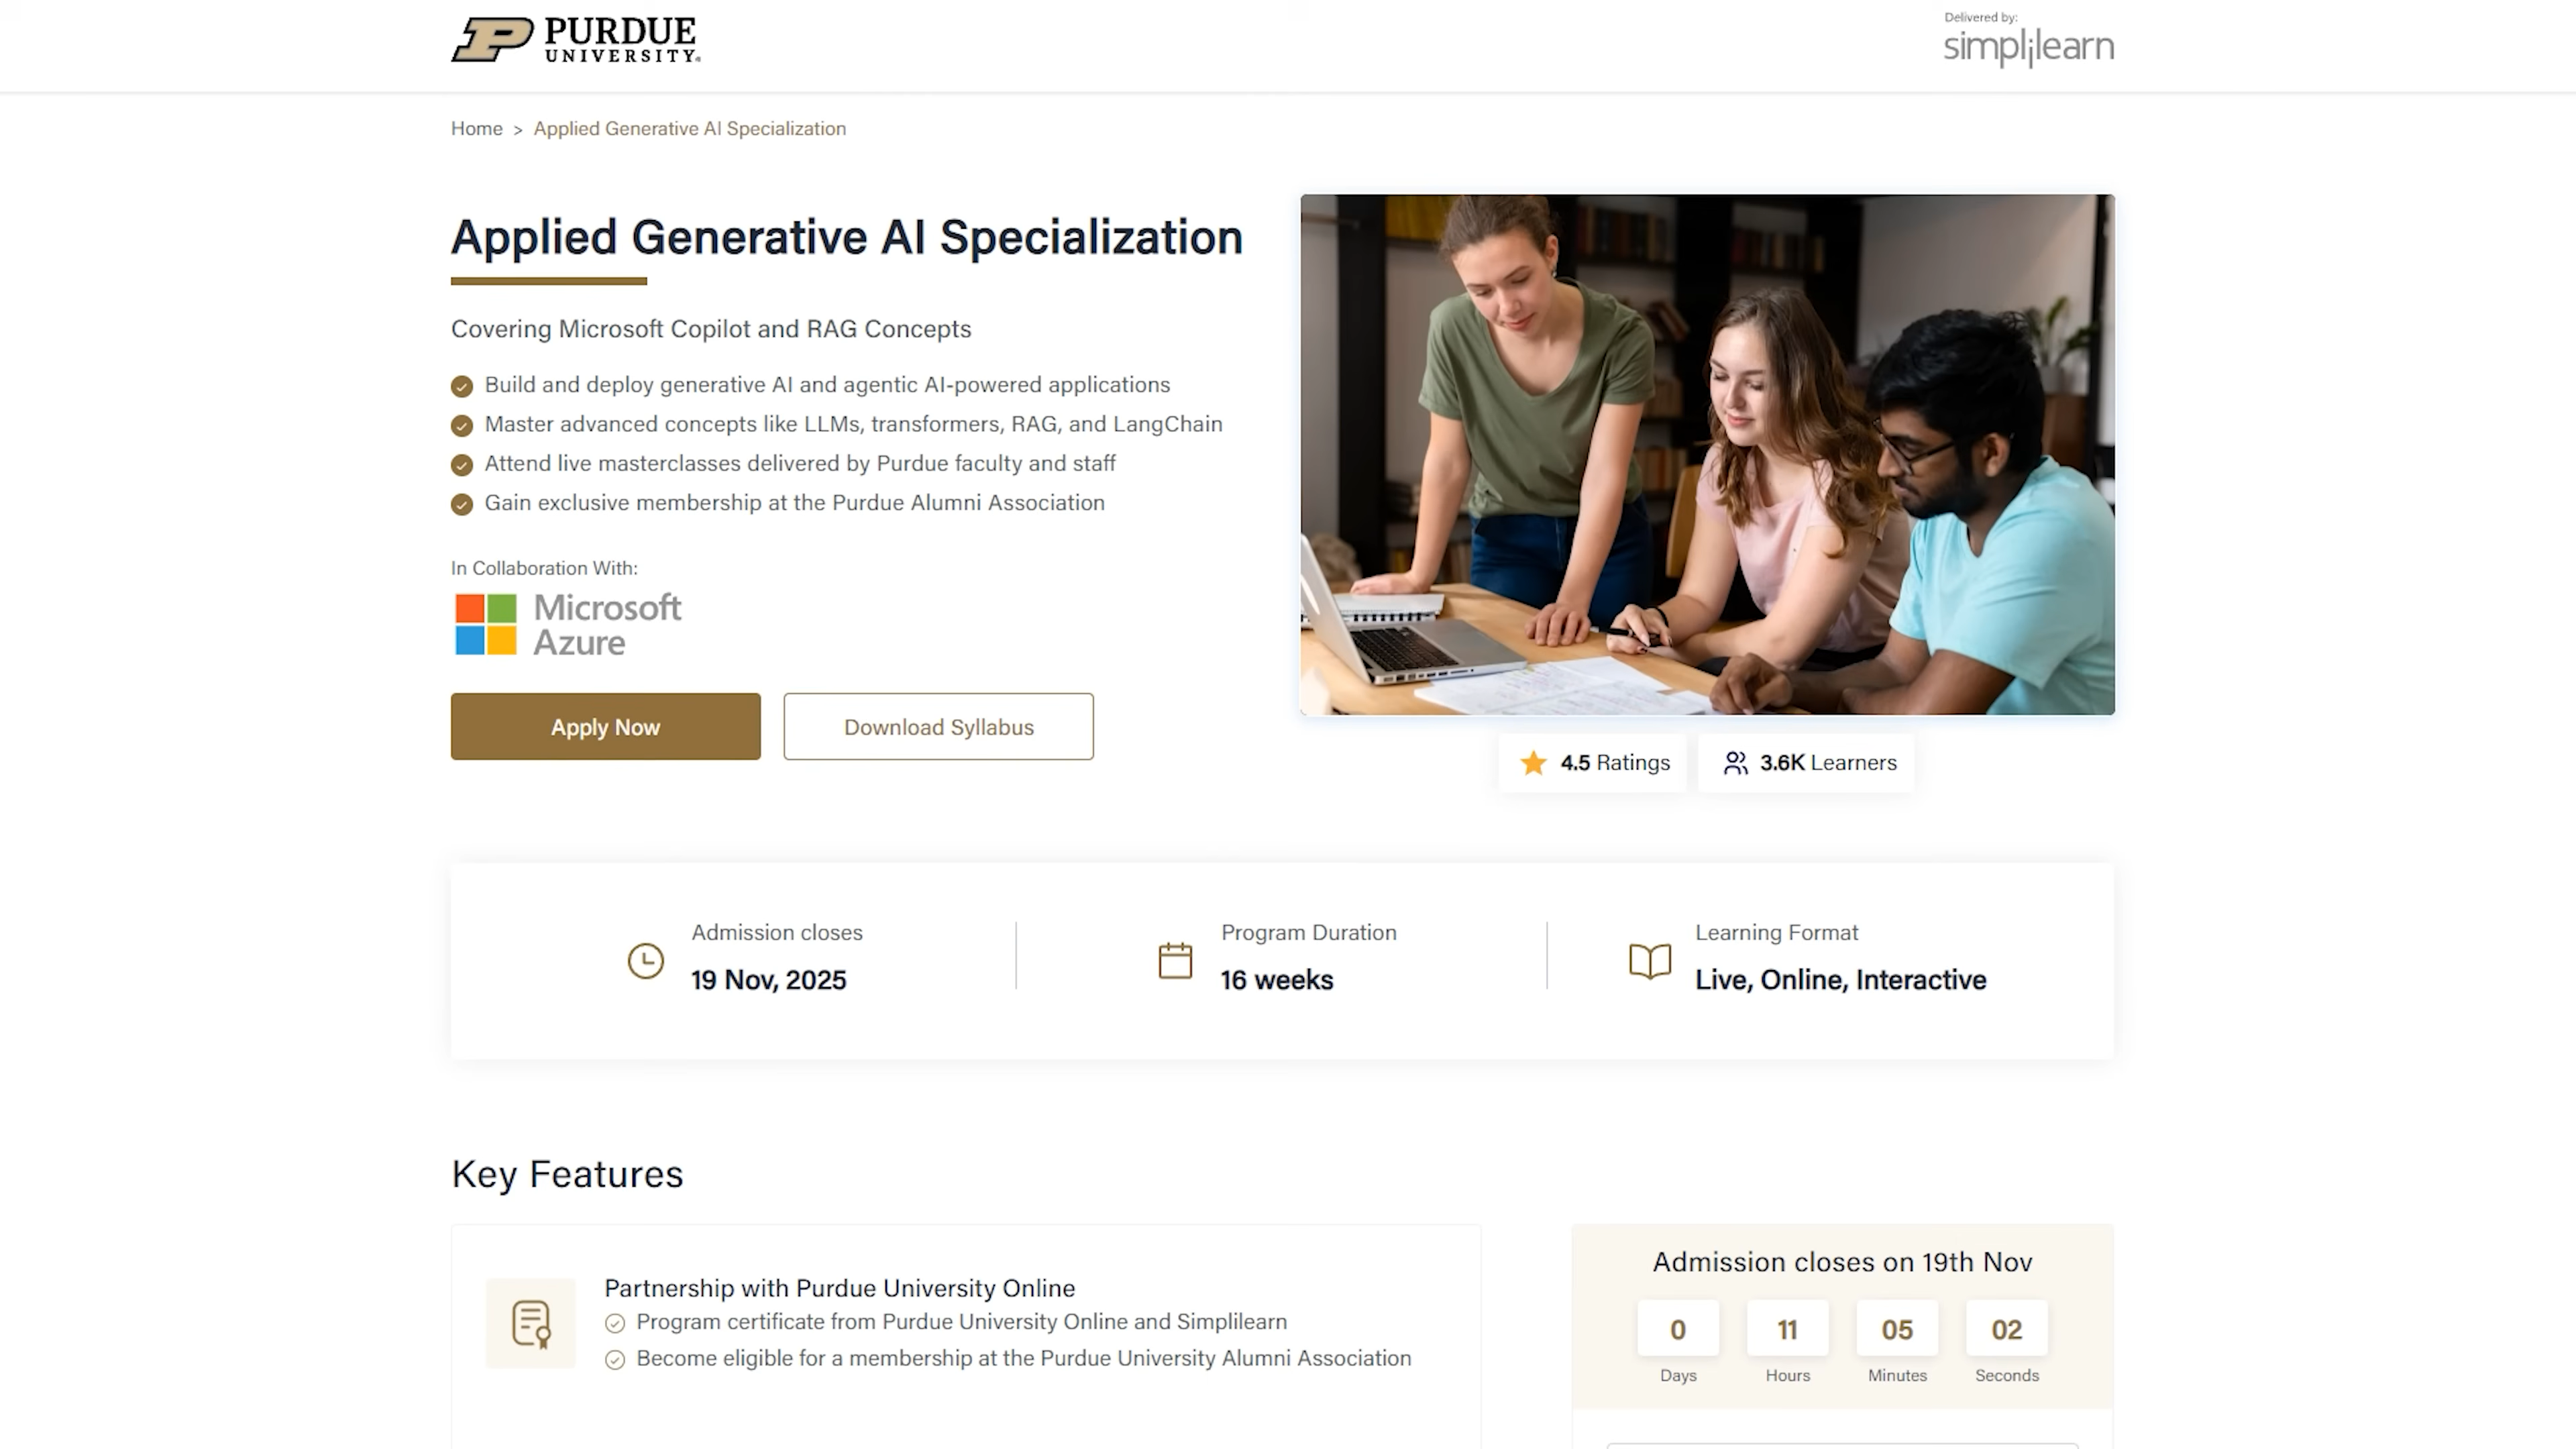 PURDUE
UNIVERSITY
Delivered by:
simplilearn
Home > Applied Generative AI Specialization
Applied Generative AI Specialization
Covering Microsoft Copilot and RAG Concepts
Build and deploy generative AI and agentic AI-powered applications
Master advanced concepts like LLMs, transformers, RAG, and LangChain
Attend live masterclasses delivered by Purdue faculty and staff
Gain exclusive membership at the Purdue Alumni Association
In Collaboration With:
Microsoft
Azure
Apply Now
Download Syllabus
4.5 Ratings
3.6K Learners
Admission closes
19 Nov, 2025
Program Duration
16 weeks
Learning Format
Live, Online, Interactive
Key Features
Partnership with Purdue University Online
Program certificate from Purdue University Online and Simplilearn
Become eligible for a membership at the Purdue University Alumni Association
Admission closes on 19th Nov
0 11 05 02
Days Hours Minutes Seconds